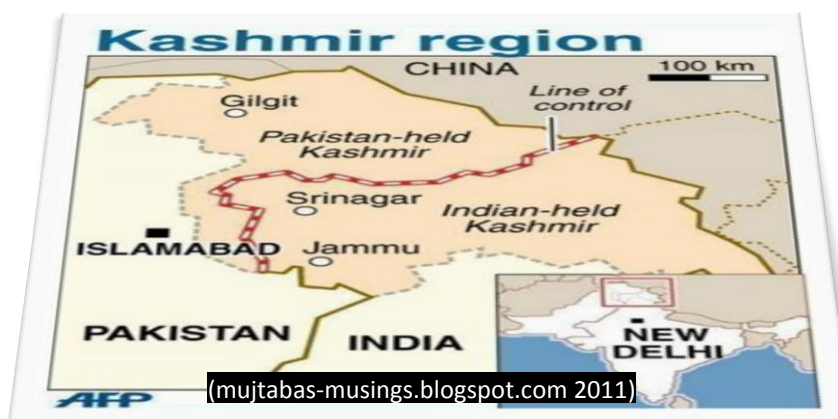 Kashmir region
CHINA
100 km
Gilgit
Line of
control
Pakistan-held
Kashmir
Srinagar
Indian-held
Kashmir
ISLAMABAD
Jammu
PAKISTAN
INDIA
NEW
DELHI
AFP
(mujtabas-musings.blogspot.com 2011)